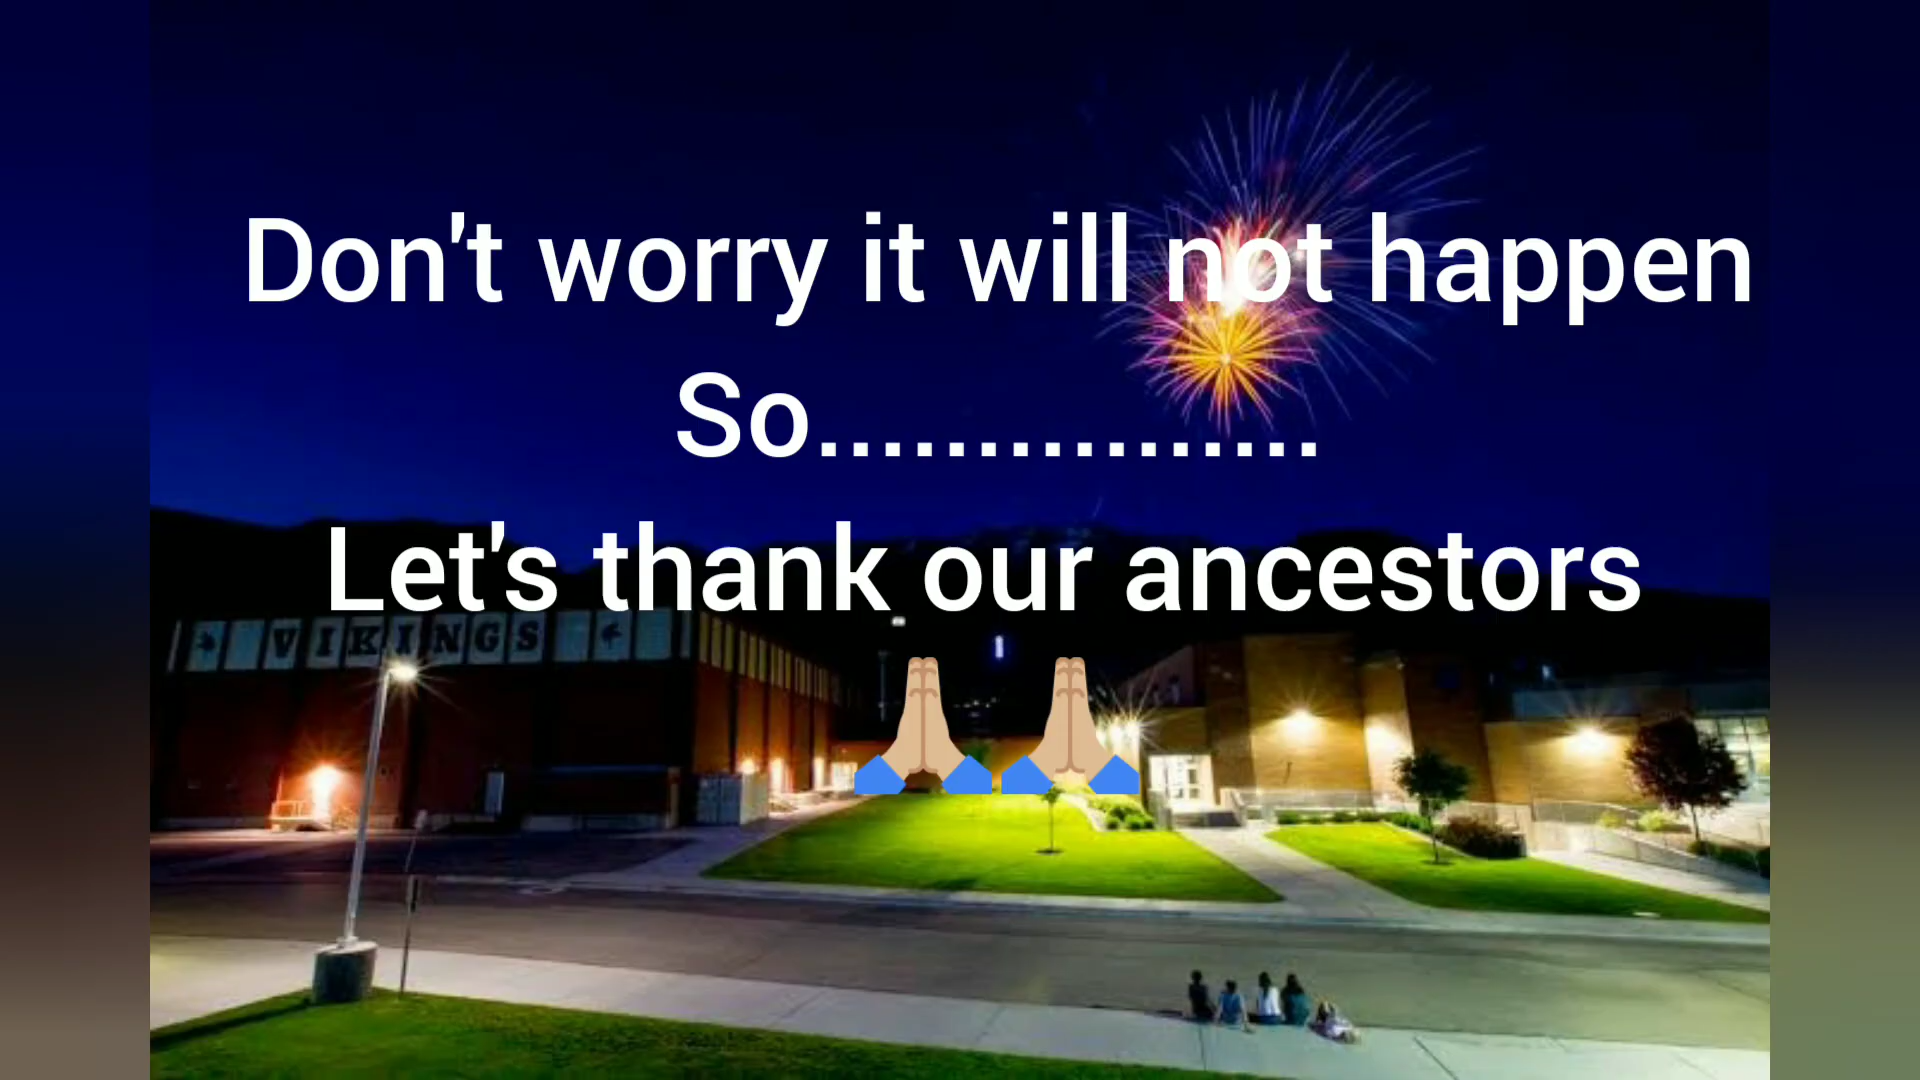 Don't worry it will not happen
So................
Let's thank our ancestors
🙏🏼🙏🏼
VIKINGS